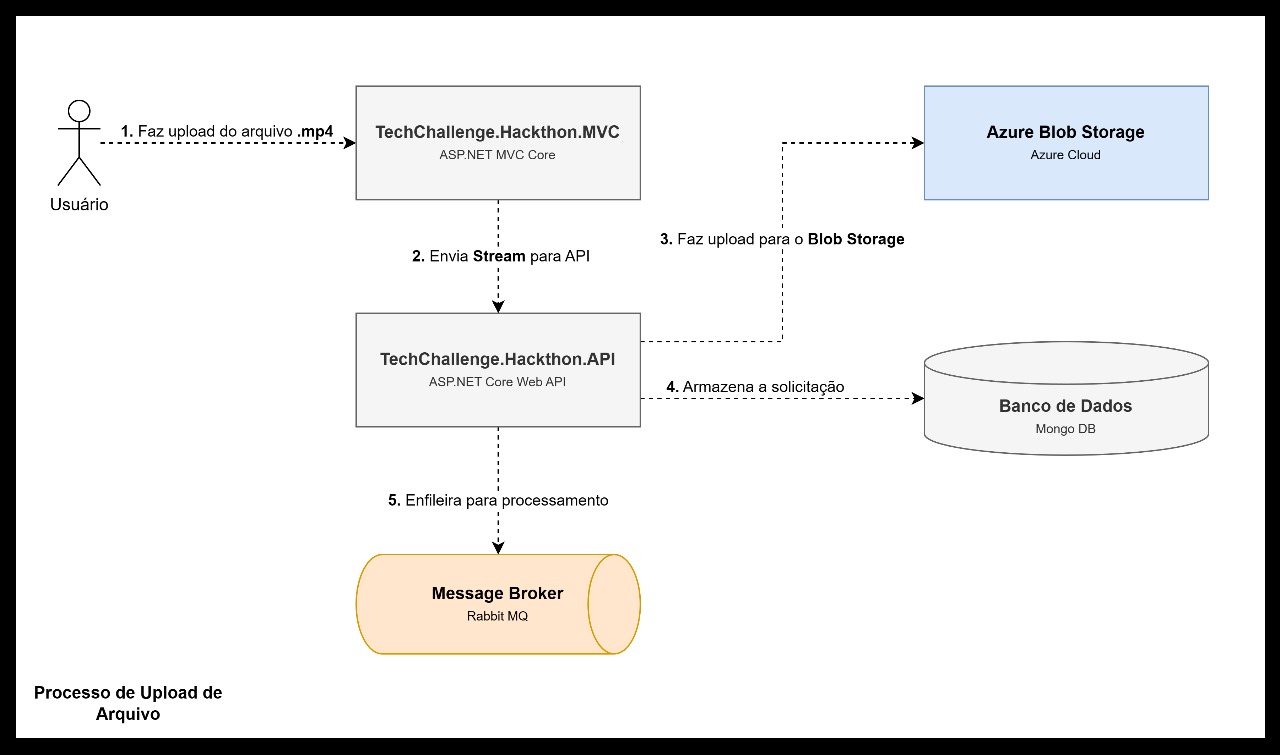 1. Faz upload do arquivo .mp4
Usuário
TechChallenge.Hackthon.MVC
ASP.NET MVC Core
Azure Blob Storage
Azure Cloud
2. Envia Stream para API
3. Faz upload para o Blob Storage
TechChallenge.Hackthon.API
ASP.NET Core Web API
4. Armazena a solicitação
Banco de Dados
Mongo DB
5. Enfileira para processamento
Message Broker
Rabbit MQ
Processo de Upload de
Arquivo